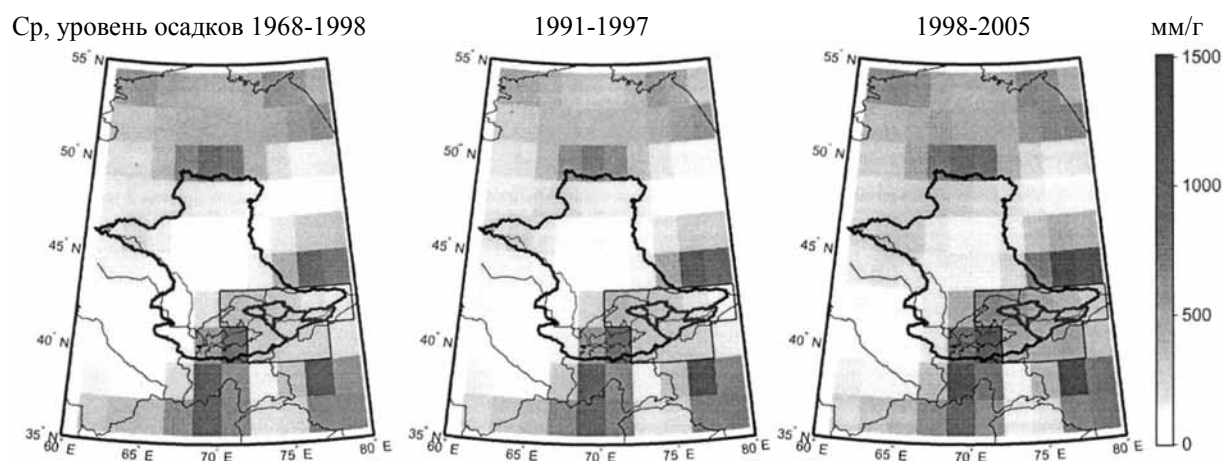 Ср, уровень осадков 1968-1998 1991-1997 1998-2005 мм/г
55° N 55° N 55° N 1500
50° N 50° N 50° N
1000
45° N 45° N 45° N
500
40° N 40° N 40° N
35° N 35° N 35° N 0
60° E 65° E 70° E 75° E 80° E 60° E 65° E 70° E 75° E 80° E 60° E 65° E 70° E 75° E 80° E